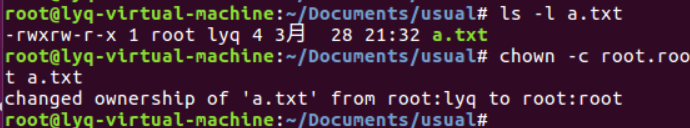 root@lyq-virtual-machine:~/Documents/usual# ls -l a.txt
-rwxrw-r-x 1 root lyq 4 3月  28 21:32 a.txt
root@lyq-virtual-machine:~/Documents/usual# chown -c root.roo
t a.txt
changed ownership of 'a.txt' from root:lyq to root:root
root@lyq-virtual-machine:~/Documents/usual#